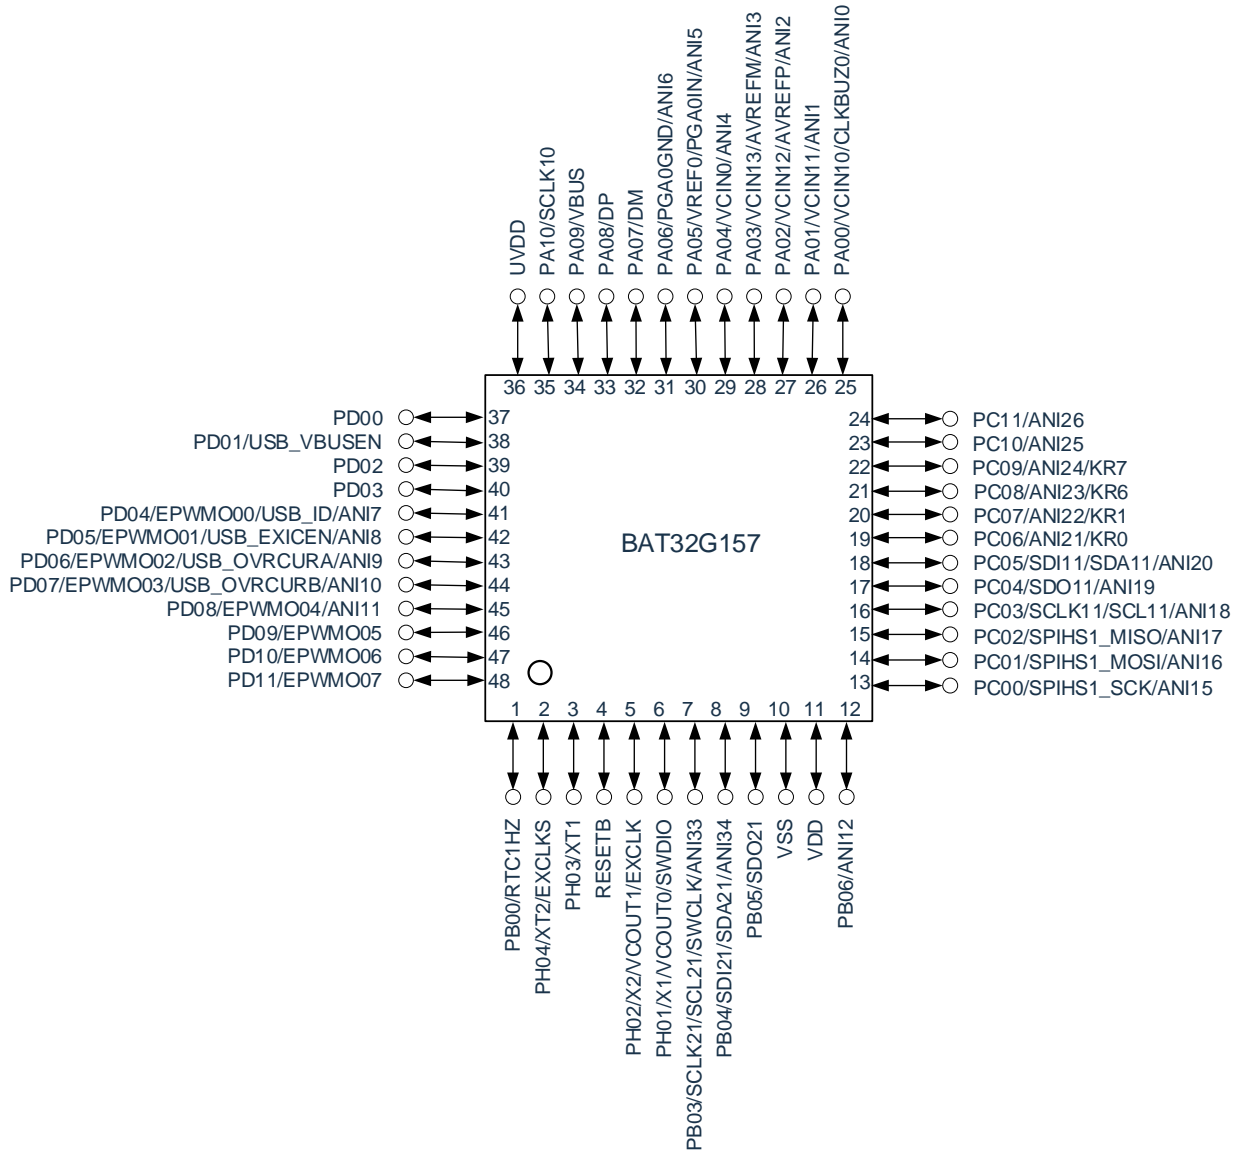 UVDD
PA10/SCLK10
PA09/VBUS
PA08/DP
PA07/DM
PA06/PGA0GND/ANI6
PA05/VREF0/PGA0IN/ANI5
PA04/VCIN0/ANI4
PA03/VCIN13/AVREFM/ANI3
PA02/VCIN12/AVREFP/ANI2
PA01/VCIN11/ANI1
PA00/VCIN10/CLKBUZ0/ANI0
36 35 34 33 32 31 30 29 28 27 26 25
PD00 37
PD01/USB_VBUSEN 38
PD02 39
PD03 40
PD04/EPWMO00/USB_ID/ANI7 41
PD05/EPWMO01/USB_EXICEN/ANI8 42
PD06/EPWMO02/USB_OVRCURA/ANI9 43
PD07/EPWMO03/USB_OVRCURB/ANI10 44
PD08/EPWMO04/ANI11 45
PD09/EPWMO05 46
PD10/EPWMO06 47
PD11/EPWMO07 48
BAT32G157
24 PC11/ANI26
23 PC10/ANI25
22 PC09/ANI24/KR7
21 PC08/ANI23/KR6
20 PC07/ANI22/KR1
19 PC06/ANI21/KR0
18 PC05/SDI11/SDA11/ANI20
17 PC04/SDO11/ANI19
16 PC03/SCLK11/SCL11/ANI18
15 PC02/SPIHS1_MISO/ANI17
14 PC01/SPIHS1_MOSI/ANI16
13 PC00/SPIHS1_SCK/ANI15
1 2 3 4 5 6 7 8 9 10 11 12
PB00/RTC1HZ
PH04/XT2/EXCLKS
PH03/XT1
RESETB
PH02/X2/VCOUT1/EXCLK
PH01/X1/VCOUT0/SWDIO
PB03/SCLK21/SCL21/SWCLK/ANI33
PB04/SDI21/SDA21/ANI34
PB05/SDO21
VSS
VDD
PB06/ANI12